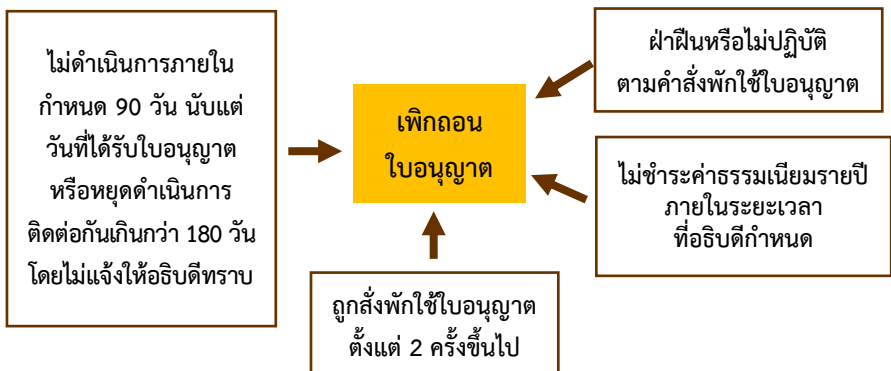 ไม่ดำเนินการภายใน
กำหนด 90 วัน นับแต่
วันที่ได้รับใบอนุญาต
หรือหยุดดำเนินการ
ติดต่อกันเกินกว่า 180 วัน
โดยไม่แจ้งให้อธิบดีทราบ
เพิกถอน
ใบอนุญาต
ฝ่าฝืนหรือไม่ปฏิบัติ
ตามคำสั่งพักใช้ใบอนุญาต
ไม่ชำระค่าธรรมเนียมรายปี
ภายในระยะเวลา
ที่อธิบดีกำหนด
ถูกสั่งพักใช้ใบอนุญาต
ตั้งแต่ 2 ครั้งขึ้นไป